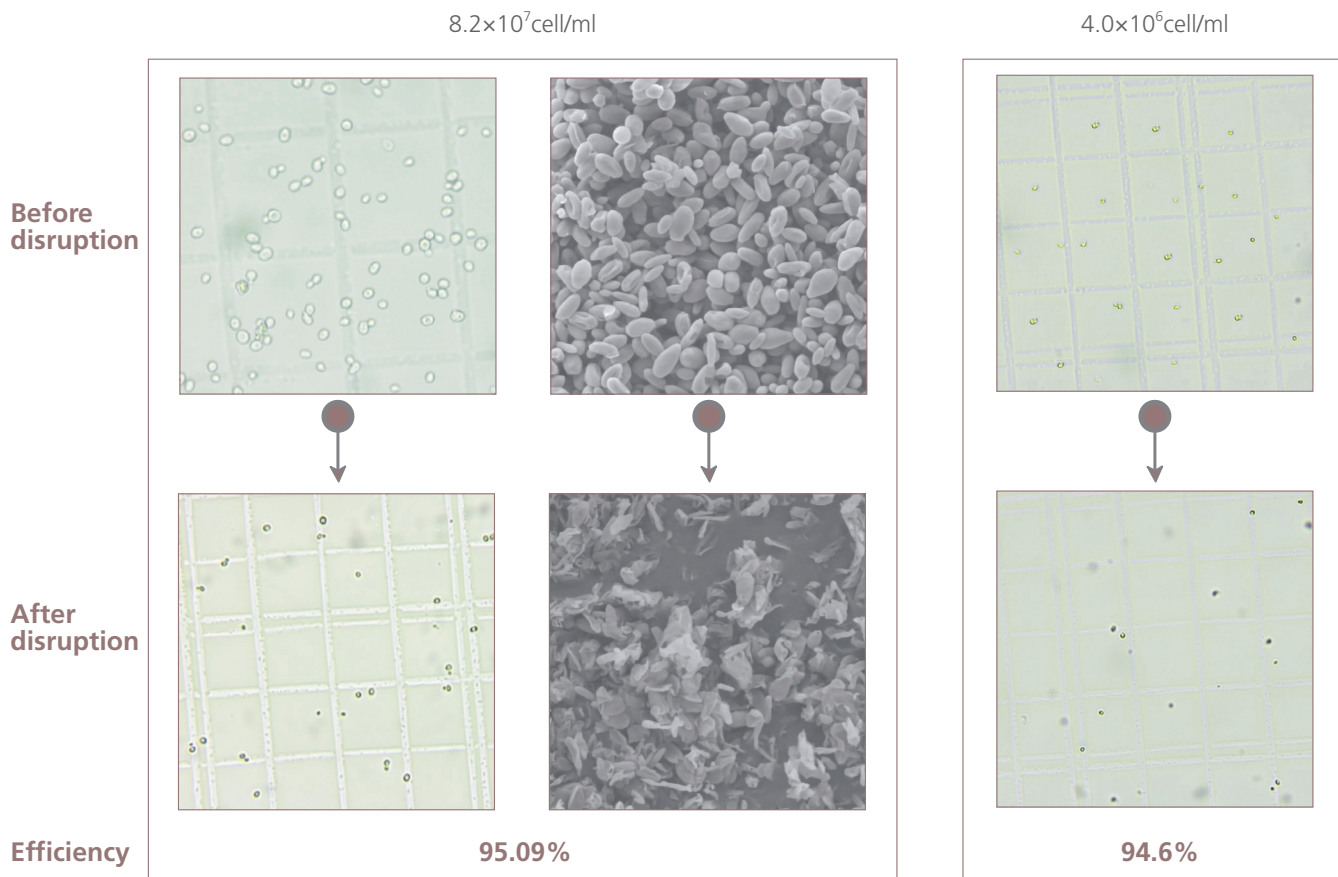 8.2×10⁷cell/ml
4.0×10⁶cell/ml
Before
disruption
After
disruption
Efficiency
95.09%
94.6%